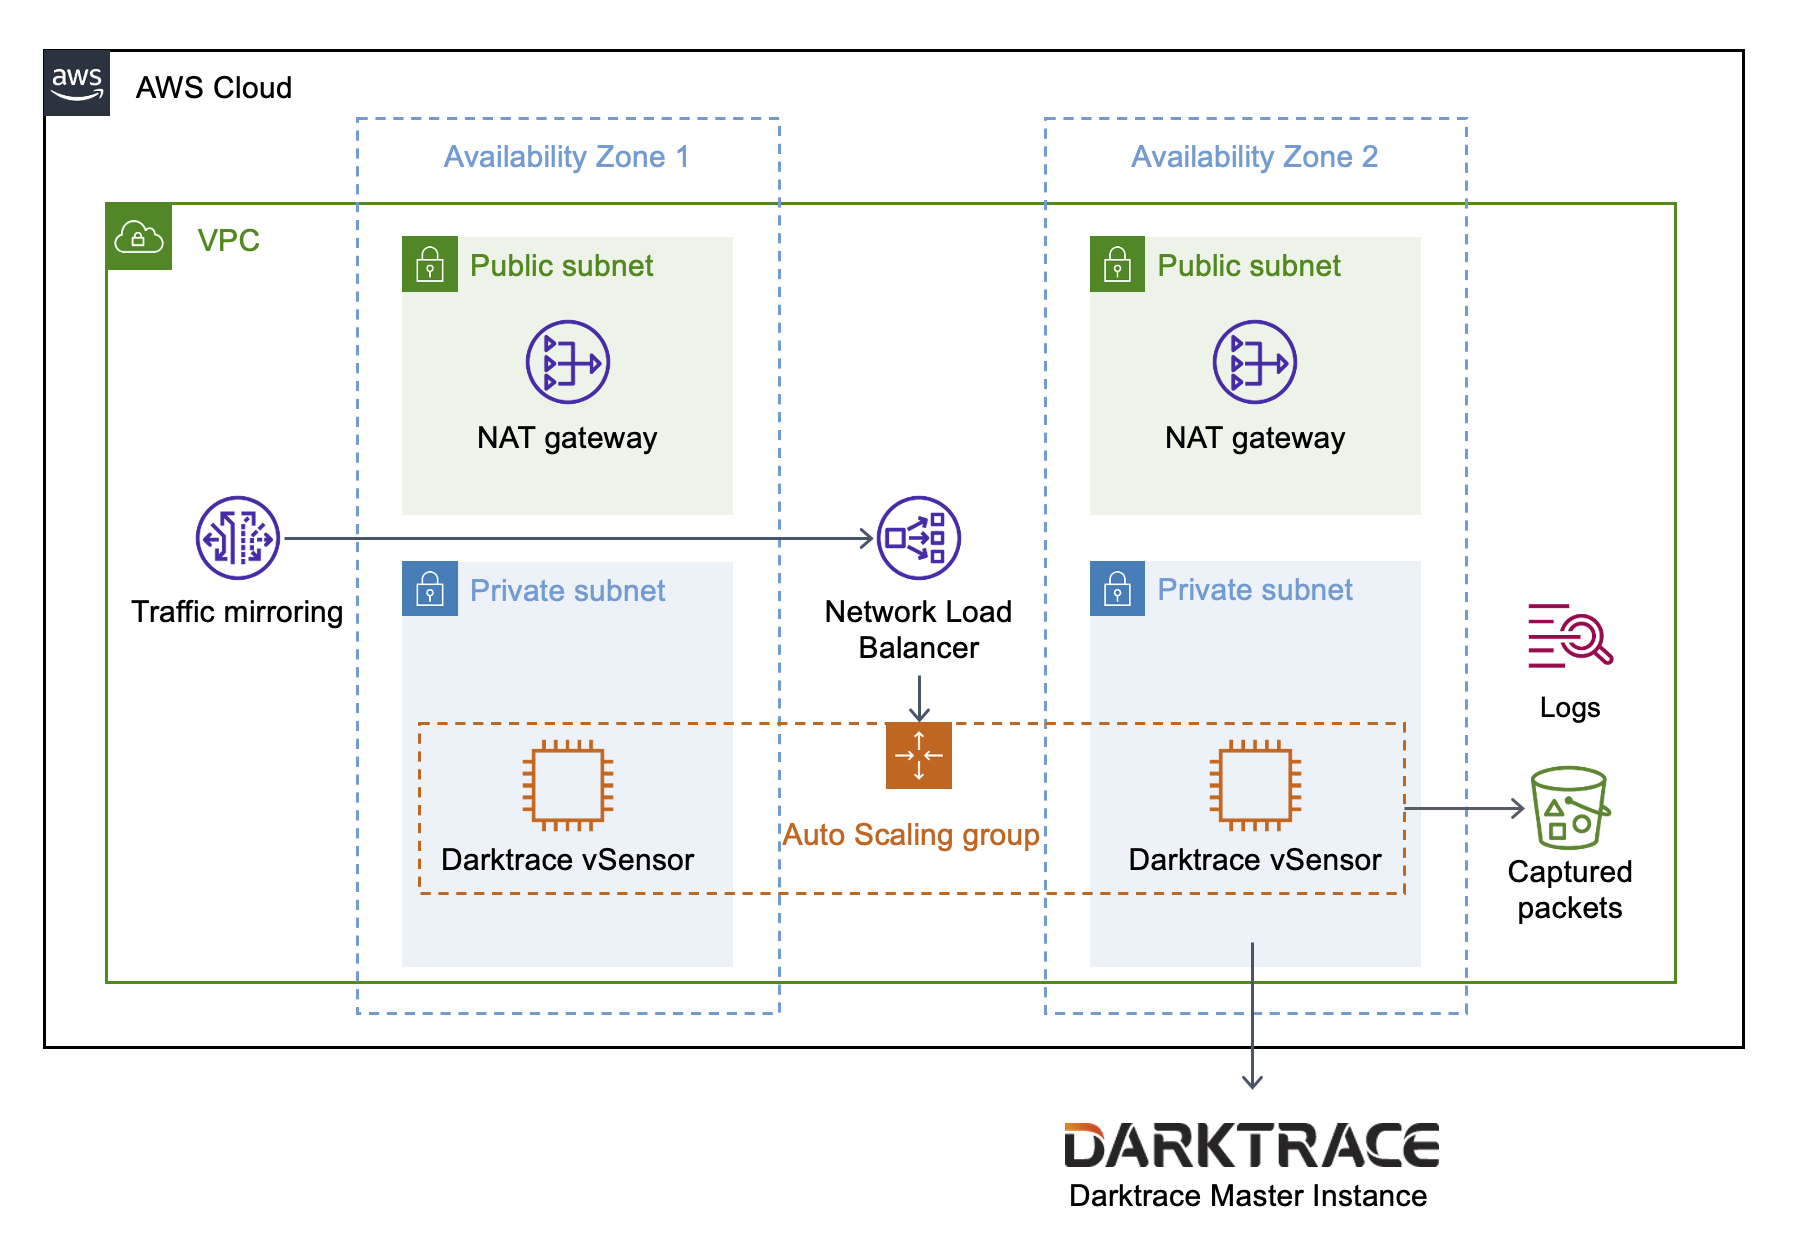 aws
AWS Cloud
Availability Zone 1
Availability Zone 2
VPC
Public subnet
Public subnet
NAT gateway
NAT gateway
Traffic mirroring
Network Load
Balancer
Private subnet
Private subnet
Logs
Auto Scaling group
Darktrace vSensor
Darktrace vSensor
Captured
packets
DARKTRACE
Darktrace Master Instance